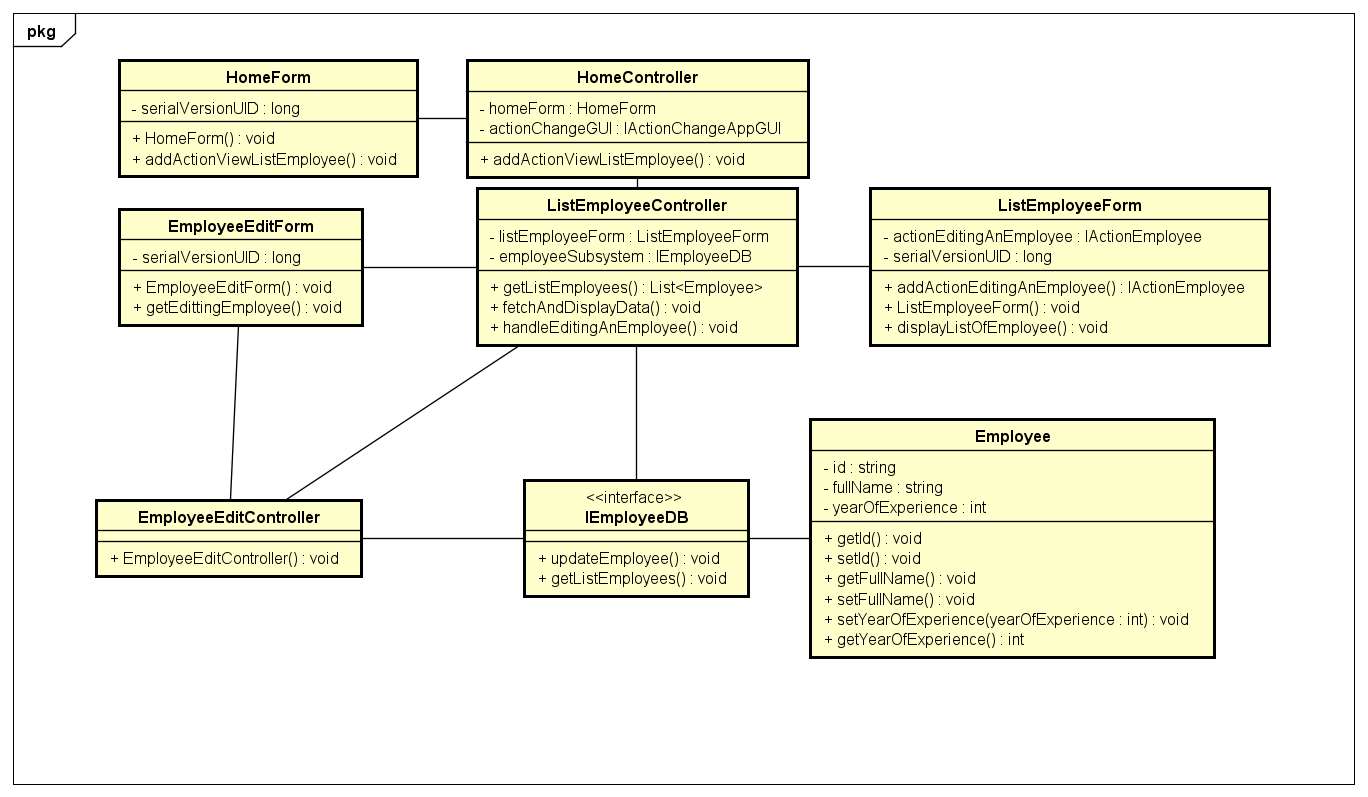 pkg
HomeForm
- serialVersionUID : long
+ HomeForm() : void
+ addActionViewListEmployee() : void
HomeController
- homeForm : HomeForm
- actionChangeGUI : IActionChangeAppGUI
+ addActionViewListEmployee() : void
EmployeeEditForm
- serialVersionUID : long
+ EmployeeEditForm() : void
+ getEdittingEmployee() : void
ListEmployeeController
- listEmployeeForm : ListEmployeeForm
- employeeSubsystem : IEmployeeDB
+ getListEmployees() : List<Employee>
+ fetchAndDisplayData() : void
+ handleEditingAnEmployee() : void
ListEmployeeForm
- actionEditingAnEmployee : IActionEmployee
- serialVersionUID : long
+ addActionEditingAnEmployee() : IActionEmployee
+ ListEmployeeForm() : void
+ displayListOfEmployee() : void
EmployeeEditController
+ EmployeeEditController() : void
<<interface>>
IEmployeeDB
+ updateEmployee() : void
+ getListEmployees() : void
Employee
- id : string
- fullName : string
- yearOfExperience : int
+ getId() : void
+ setId() : void
+ getFullName() : void
+ setFullName() : void
+ setYearOfExperience(yearOfExperience : int) : void
+ getYearOfExperience() : int